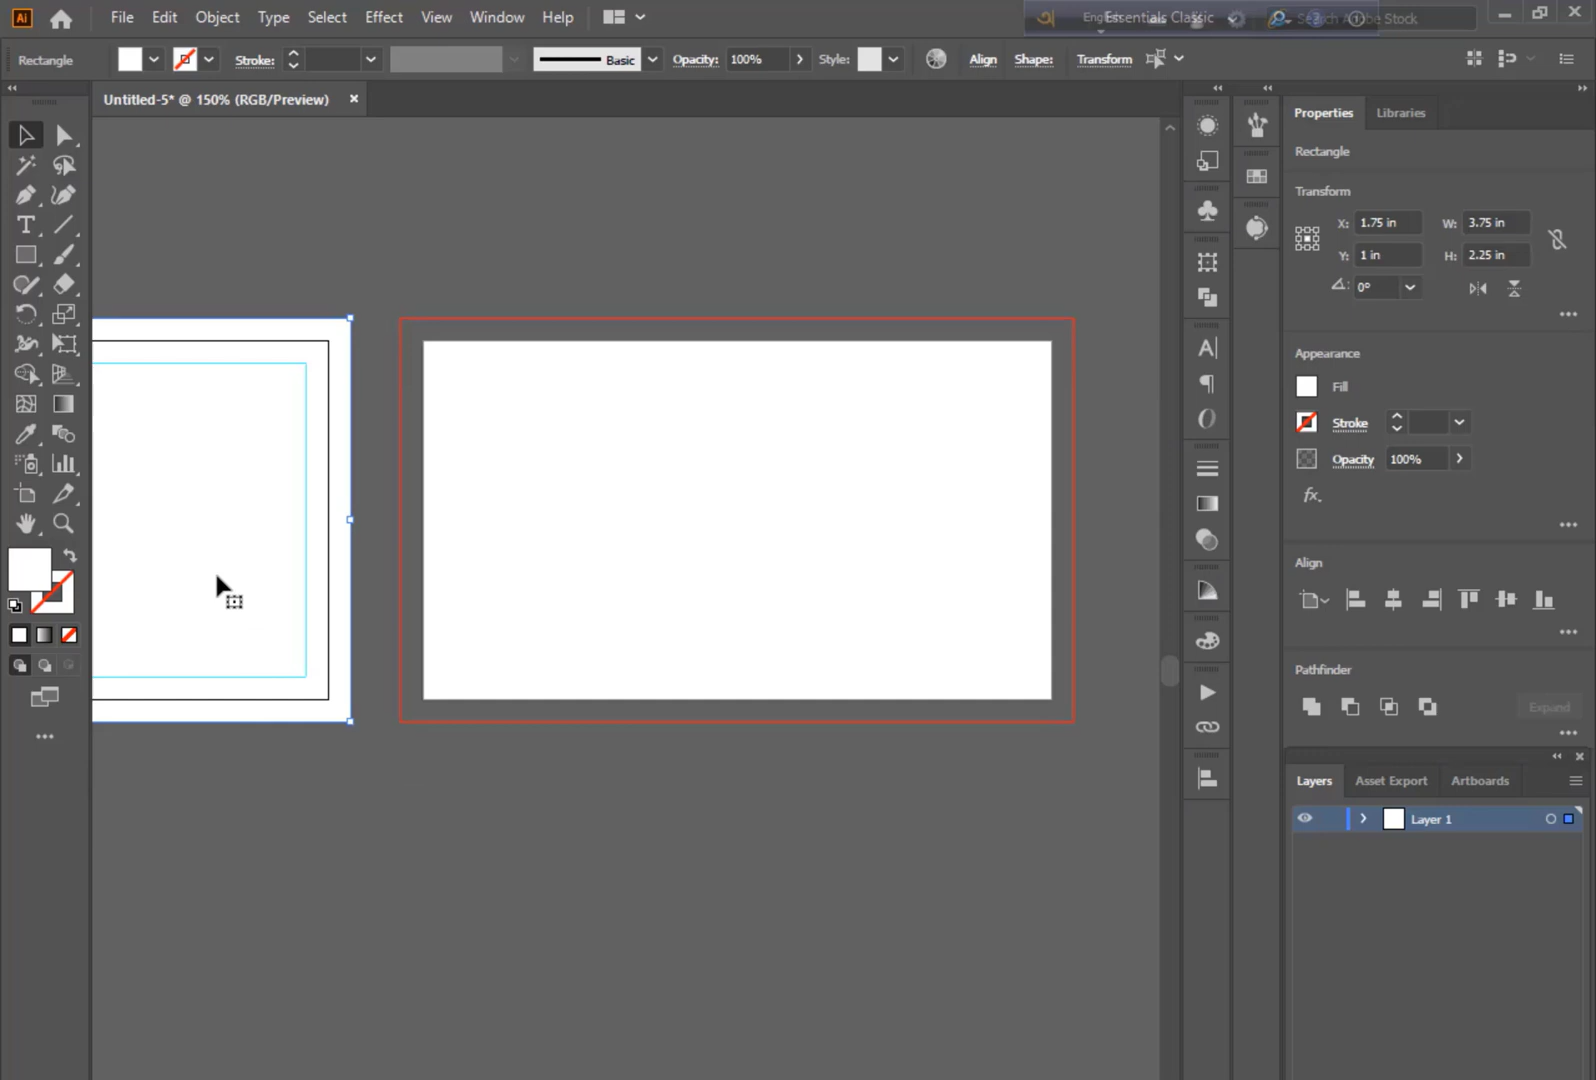 Ai File Edit Object Type Select Effect View Window Help Essentials Classic
Rectangle Stroke: Basic Opacity: 100% Style: Align Shape: Transform
Untitled-5* @ 150% (RGB/Preview) ×
Properties Libraries
Rectangle
Transform
X: 1.75 in W: 3.75 in
Y: 1 in H: 2.25 in
0°
Appearance
Fill
Stroke
Opacity 100%
fx.
Align
Pathfinder
Expand
Layers Asset Export Artboards
Layer 1